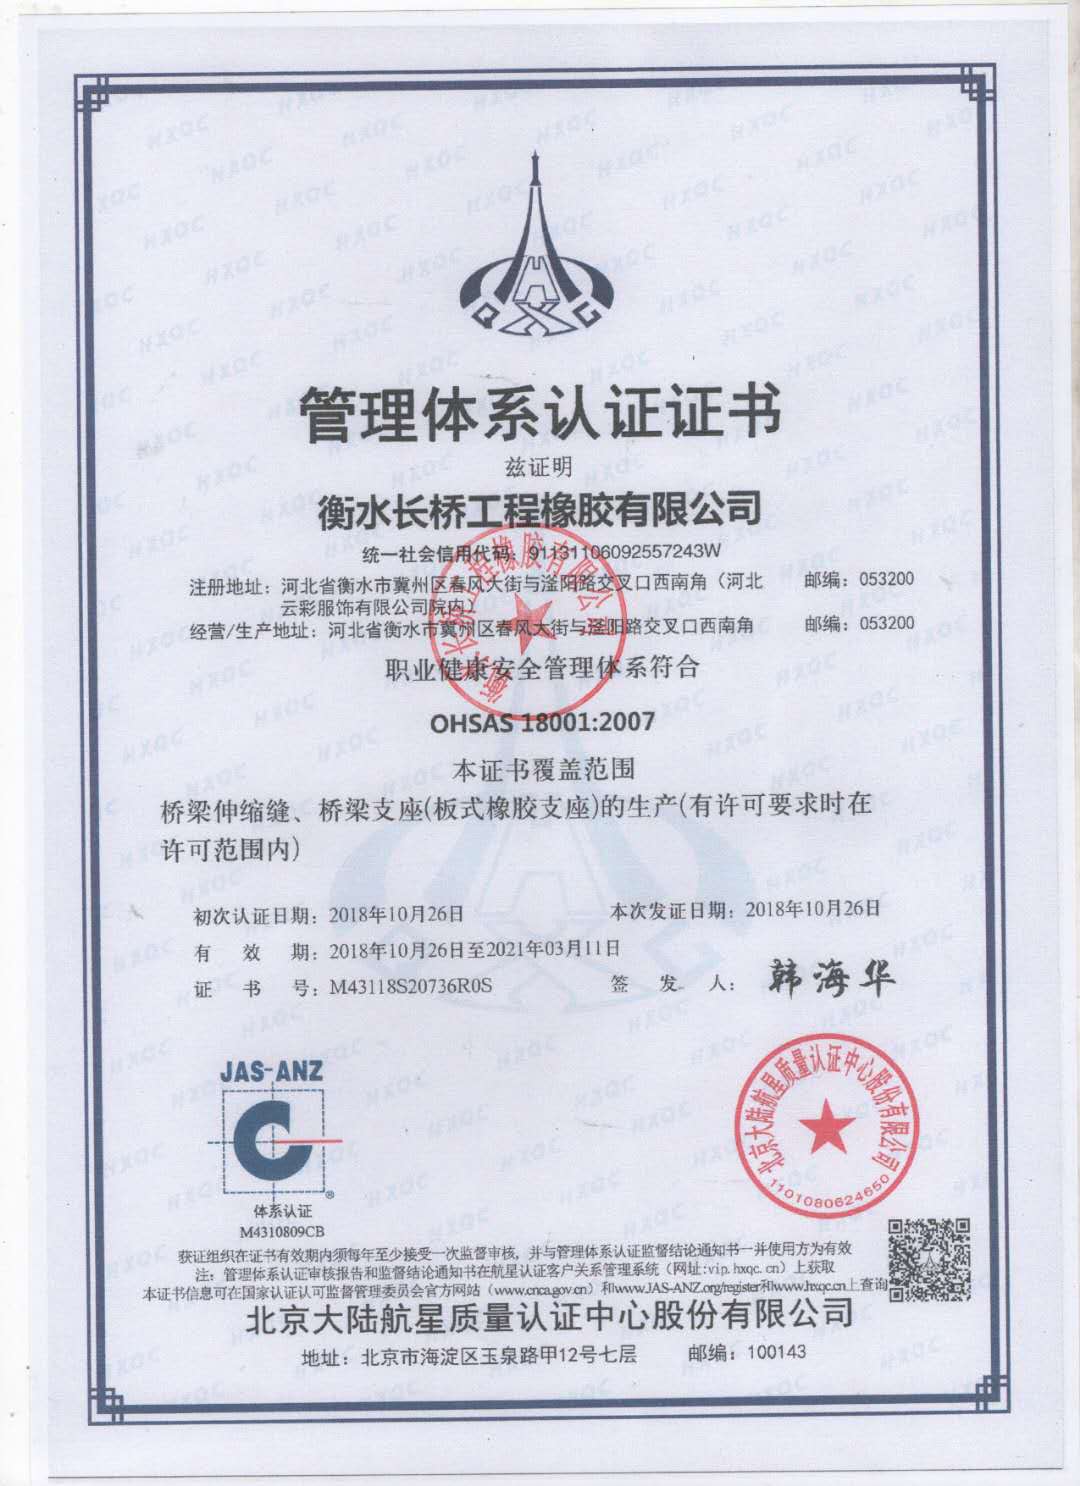 管理体系认证证书
兹证明
衡水长桥工程橡胶有限公司
统一社会信用代码：91131106092557243W
注册地址：河北省衡水市冀州区春风大街与滏阳路交叉口西南角（河北 邮编：053200
云彩服饰有限公司院内）
经营/生产地址：河北省衡水市冀州区春风大街与滏阳路交叉口西南角 邮编：053200
职业健康安全管理体系符合
OHSAS 18001:2007
本证书覆盖范围
桥梁伸缩缝、桥梁支座(板式橡胶支座)的生产(有许可要求时在
许可范围内)
初次认证日期：2018年10月26日 本次发证日期：2018年10月26日
有 效 期：2018年10月26日至2021年03月11日
证 书 号：M43118S20736R0S 签 发 人：韩海华
JAS-ANZ
®
体系认证
M4310809CB
北京大陆航星质量认证中心股份有限公司
1101080624650
获证组织在证书有效期内须每年至少接受一次监督审核，并与管理体系认证监督结论通知书一并使用方为有效
注：管理体系认证审核报告和监督结论通知书在航星认证客户关系管理系统（网址:vip.hxqc.cn）上获取
本证书信息可在国家认证认可监督管理委员会官方网站（www.cnca.gov.cn）和www.JAS-ANZ.org/register和www.hxqc.cn上查询
北京大陆航星质量认证中心股份有限公司
地址：北京市海淀区玉泉路甲12号七层 邮编：100143